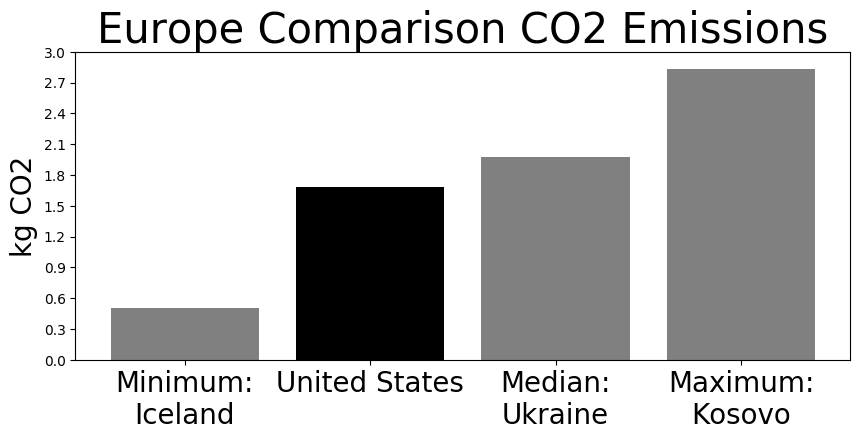 Europe Comparison CO2 Emissions
kg CO2
3.0
2.7
2.4
2.1
1.8
1.5
1.2
0.9
0.6
0.3
0.0
Minimum:
Iceland
United States
Median:
Ukraine
Maximum:
Kosovo